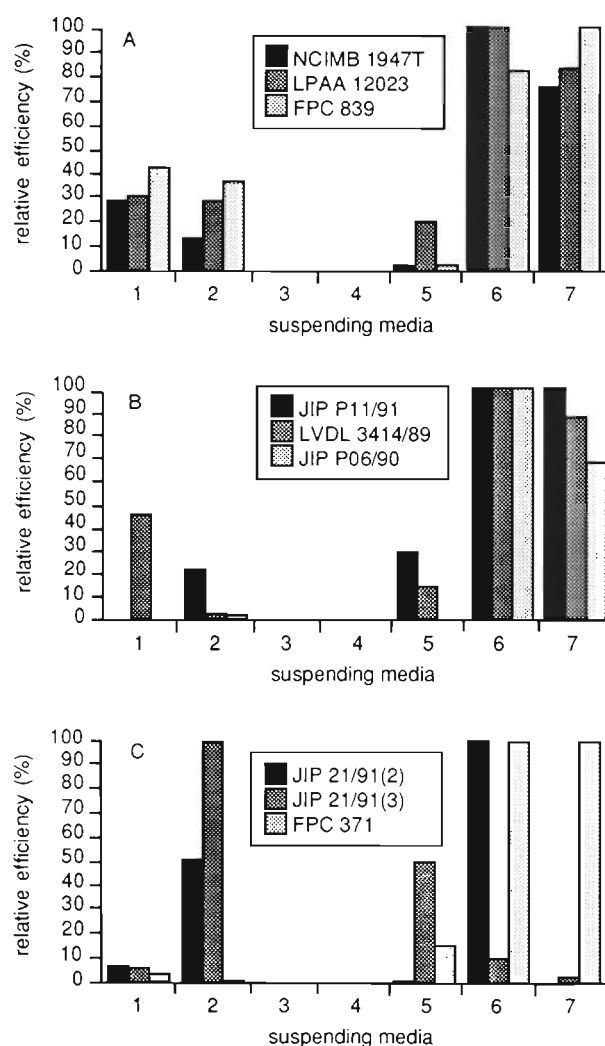 A
NCIMB 1947T
LPAA 12023
FPC 839
relative efficiency (%)
100
90
80
70
60
50
40
30
20
10
0
1 2 3 4 5 6 7
suspending media
B
JIP P11/91
LVDL 3414/89
JIP P06/90
relative efficiency (%)
100
90
80
70
60
50
40
30
20
10
0
1 2 3 4 5 6 7
suspending media
C
JIP 21/91(2)
JIP 21/91(3)
FPC 371
relative efficiency (%)
100
90
80
70
60
50
40
30
20
10
0
1 2 3 4 5 6 7
suspending media